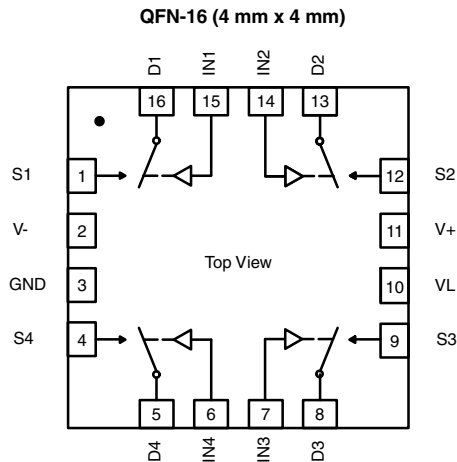 QFN-16 (4 mm x 4 mm)
D1 IN1 IN2 D2
16 15 14 13
S1 1 12 S2
V- 2 11 V+
Top View
GND 3 10 VL
S4 4 9 S3
5 6 7 8
D4 IN4 IN3 D3